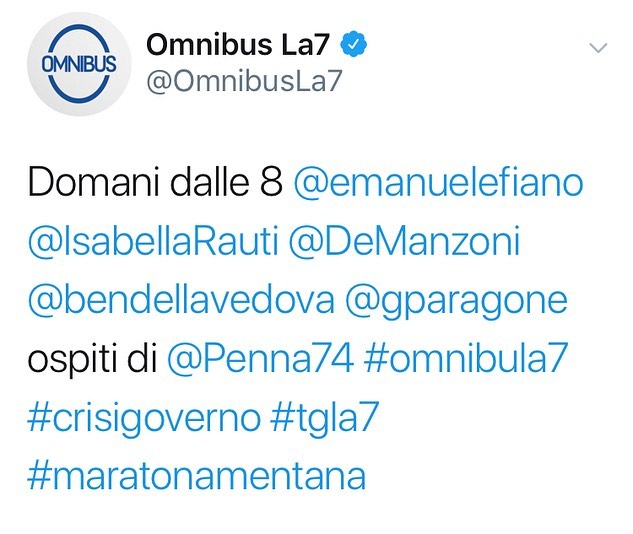 OMNIBUS
Omnibus La7
@OmnibusLa7
Domani dalle 8 @emanuelefiano
@IsabellaRauti @DeManzoni
@bendellavedova @gparagone
ospiti di @Penna74 #omnibula7
#crisigoverno #tgla7
#maratonamentana